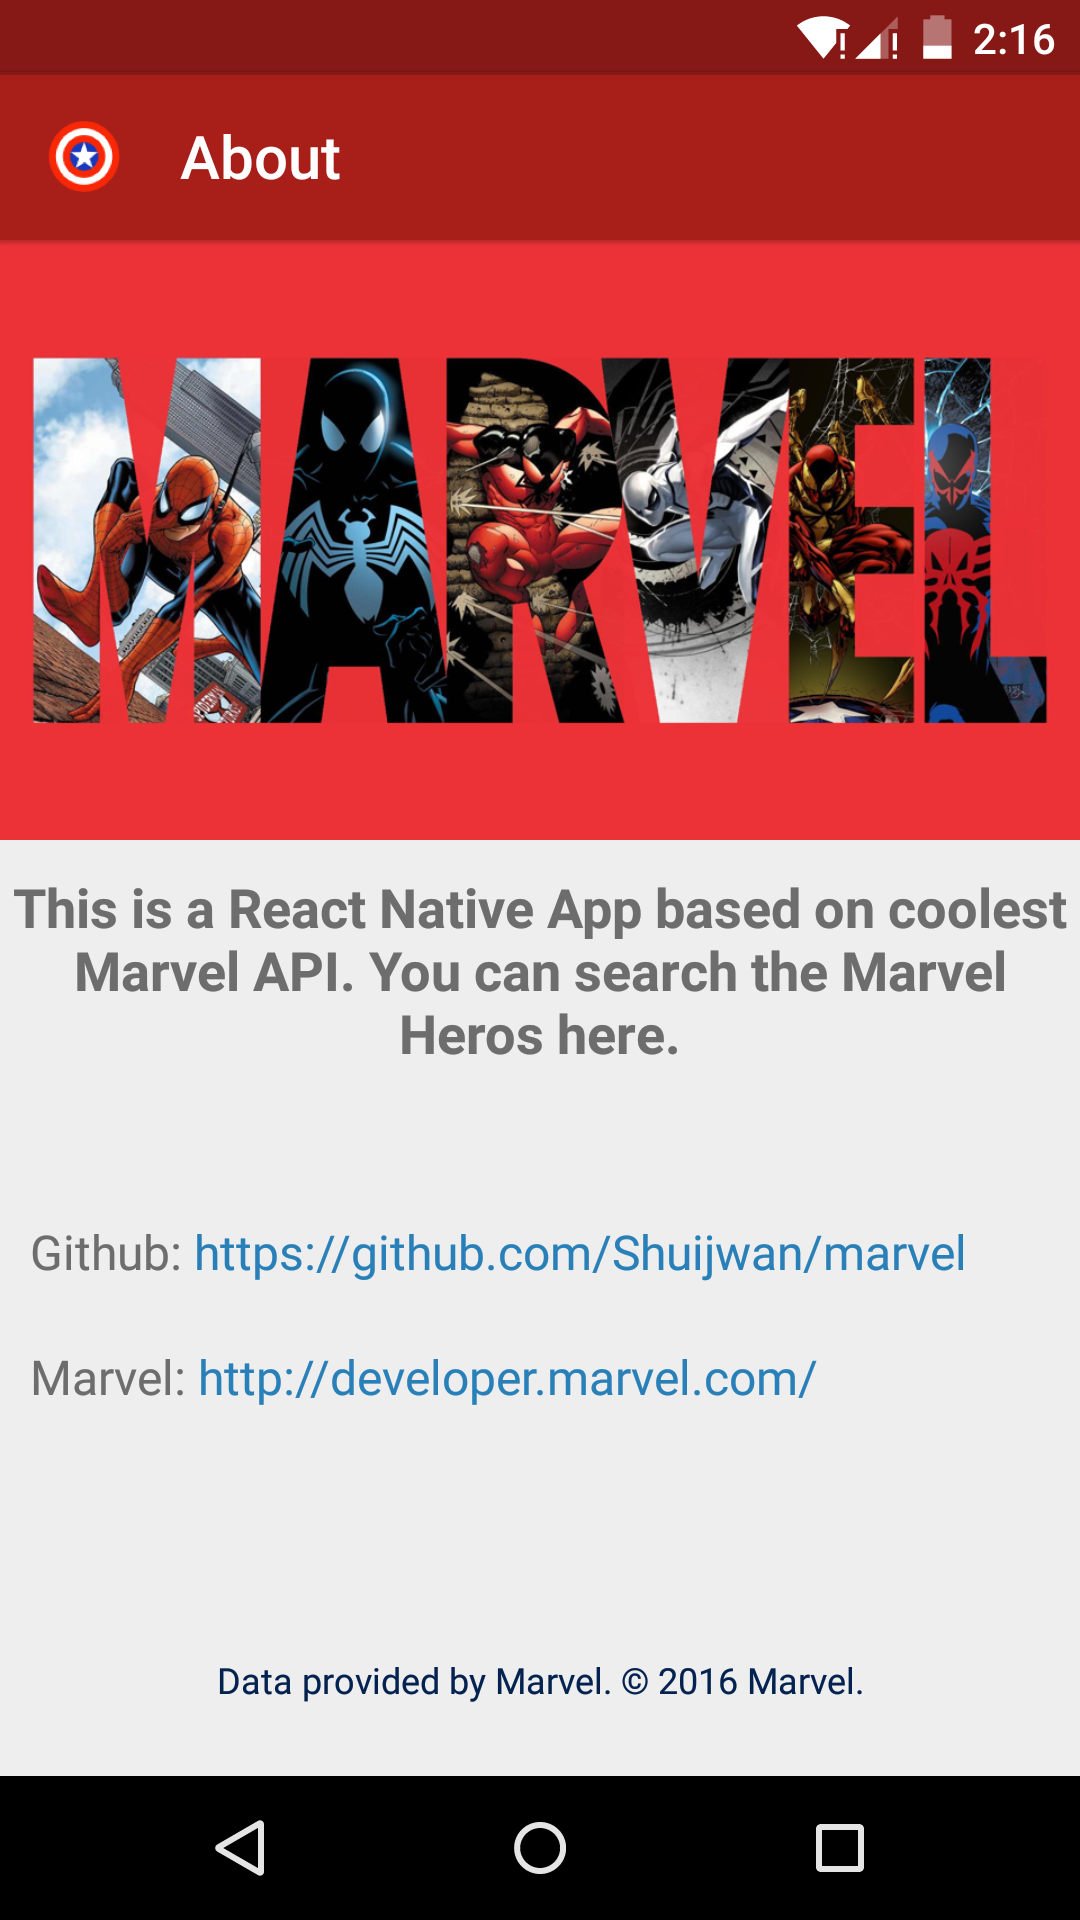 2:16
About
MARVEL
This is a React Native App based on coolest
Marvel API. You can search the Marvel
Heros here.
Github: https://github.com/Shuijwan/marvel
Marvel: http://developer.marvel.com/
Data provided by Marvel. © 2016 Marvel.